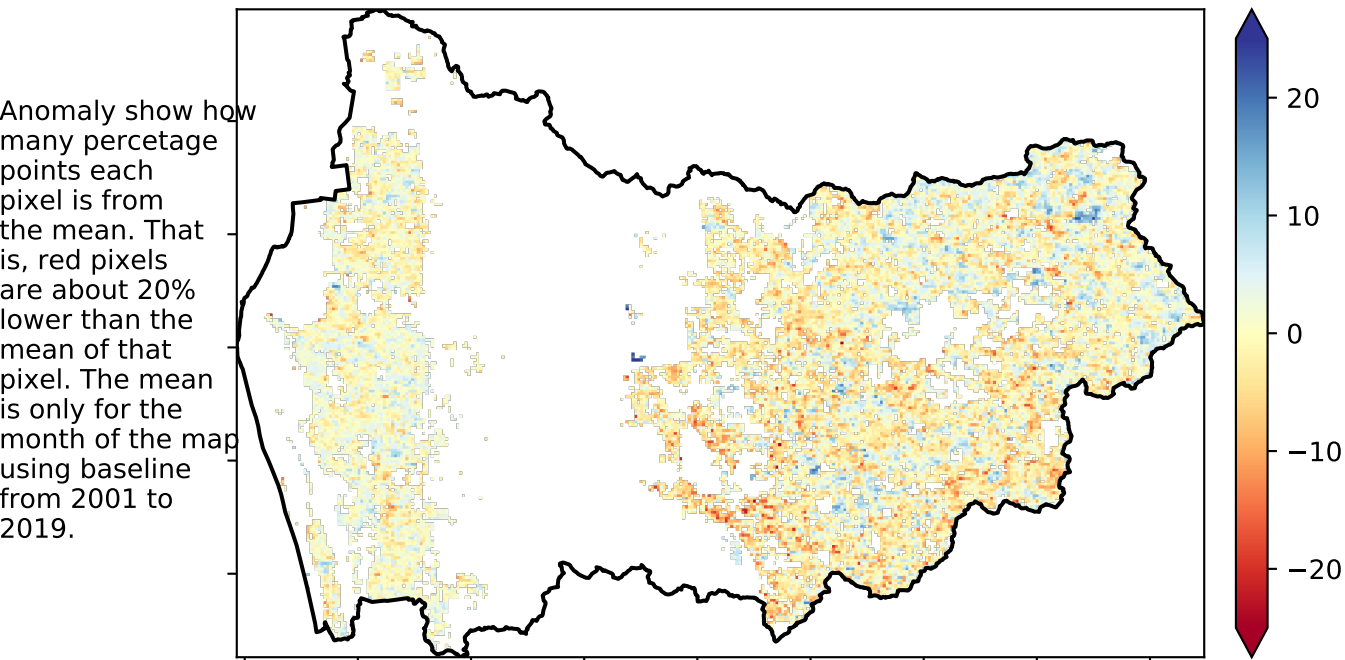 Anomaly show how
many percetage
points each
pixel is from
the mean. That
is, red pixels
are about 20%
lower than the
mean of that
pixel. The mean
is only for the
month of the map
using baseline
from 2001 to
2019.
20
10
0
−10
−20